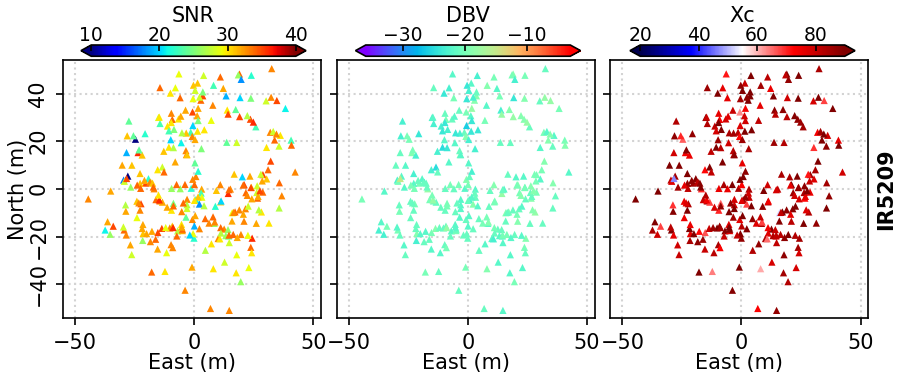 SNR DBV Xc
10 20 30 40 −30 −20 −10 20 40 60 80
North (m)
40
20
0
−20
−40
−50 0 50 −50 0 50 −50 0 50
East (m) East (m) East (m)
IR5209